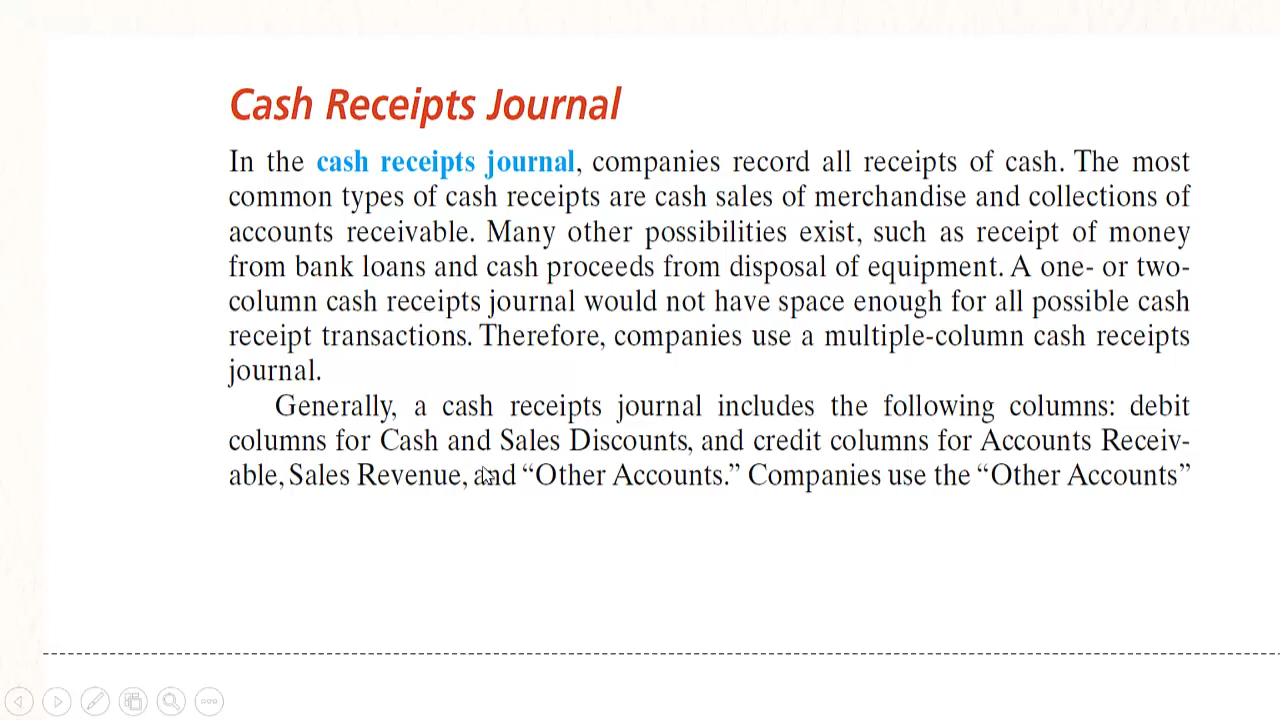 Cash Receipts Journal
In the cash receipts journal, companies record all receipts of cash. The most
common types of cash receipts are cash sales of merchandise and collections of
accounts receivable. Many other possibilities exist, such as receipt of money
from bank loans and cash proceeds from disposal of equipment. A one- or two-
column cash receipts journal would not have space enough for all possible cash
receipt transactions. Therefore, companies use a multiple-column cash receipts
journal.
Generally, a cash receipts journal includes the following columns: debit
columns for Cash and Sales Discounts, and credit columns for Accounts Receiv-
able, Sales Revenue, and “Other Accounts.” Companies use the “Other Accounts”